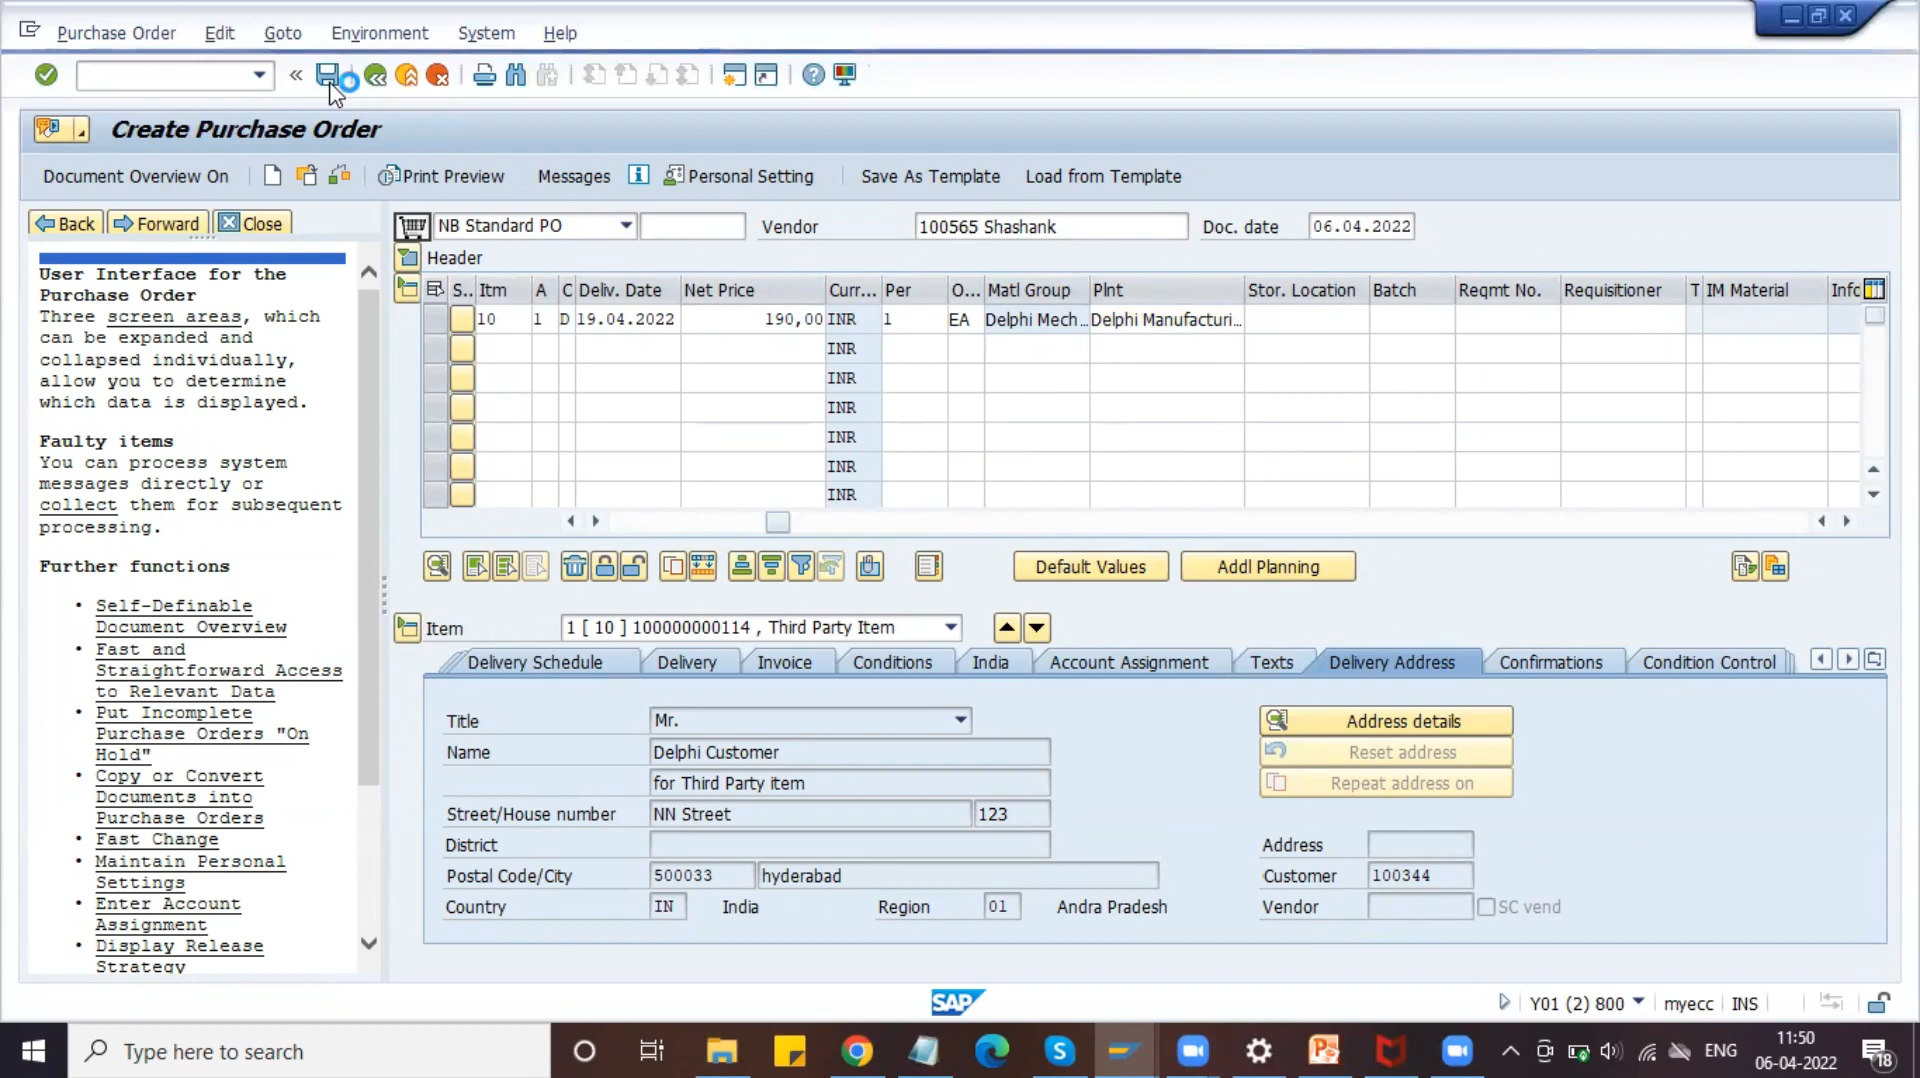 Purchase Order Edit Goto Environment System Help
«
Create Purchase Order
Document Overview On Print Preview Messages Personal Setting Save As Template Load from Template
Back Forward Close
NB Standard PO Vendor 100565 Shashank Doc. date 06.04.2022
Header
User Interface for the
Purchase Order
Three screen areas, which
can be expanded and
collapsed individually,
allow you to determine
which data is displayed.
Faulty items
You can process system
messages directly or
collect them for subsequent
processing.
Further functions
• Self-Definable
Document Overview
• Fast and
Straightforward Access
to Relevant Data
• Put Incomplete
Purchase Orders "On
Hold"
• Copy or Convert
Documents into
Purchase Orders
• Fast Change
• Maintain Personal
Settings
• Enter Account
Assignment
• Display Release
Strategy
S.. Itm A C Deliv. Date Net Price Curr... Per O... Matl Group Plnt Stor. Location Batch Reqmt No. Requisitioner T IM Material Info
10 1 D 19.04.2022 190,00 INR 1 EA Delphi Mech... Delphi Manufacturi...
INR
INR
INR
INR
INR
INR
Default Values Addl Planning
Item 1 [ 10 ] 100000000114 , Third Party Item
Delivery Schedule Delivery Invoice Conditions India Account Assignment Texts Delivery Address Confirmations Condition Control
Title Mr. Address details
Name Delphi Customer Reset address
for Third Party item Repeat address on
Street/House number NN Street 123
District Address
Postal Code/City 500033 hyderabad Customer 100344
Country IN India Region 01 Andra Pradesh Vendor SC vend
SAP
Y01 (2) 800 myecc INS
Type here to search
ENG
11:50
06-04-2022
18